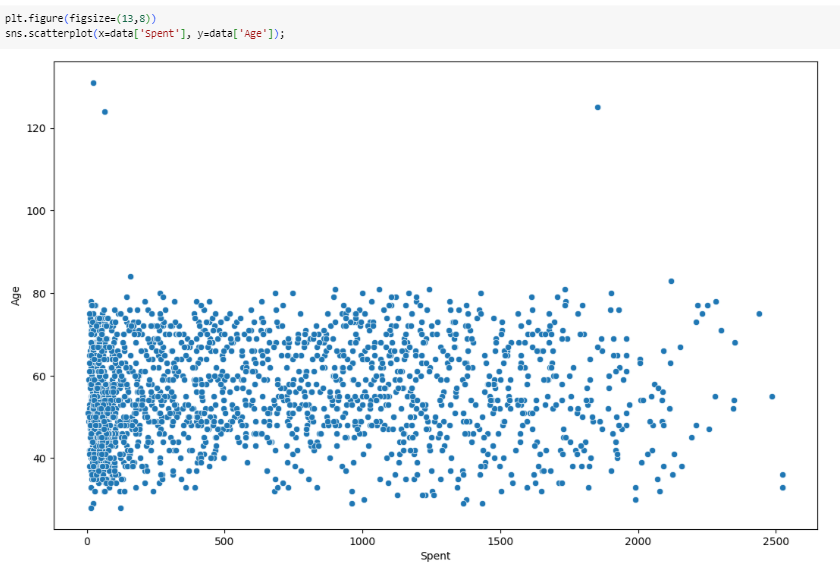 plt.figure(figsize=(13,8))
sns.scatterplot(x=data['Spent'], y=data['Age']);
120
100
80
60
40
Age
0 500 1000 1500 2000 2500
Spent